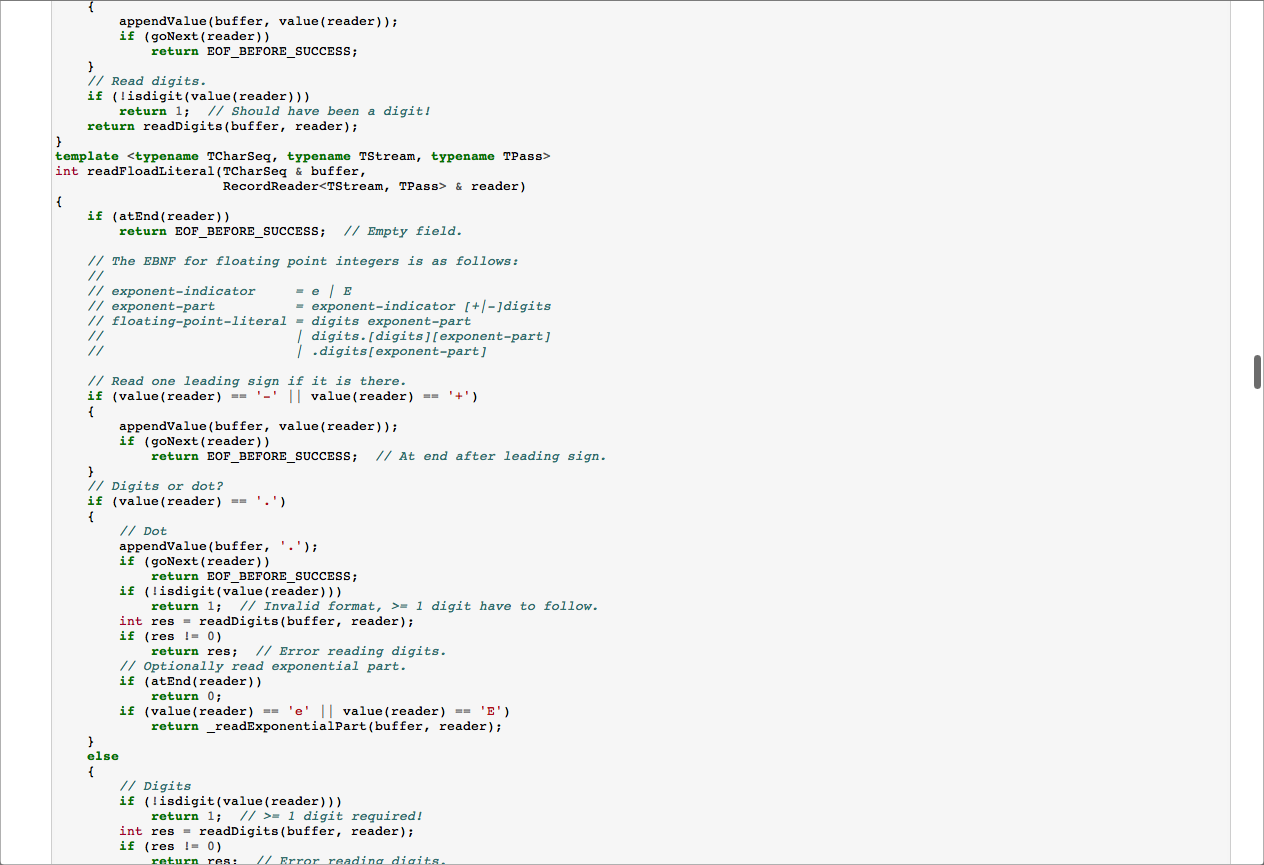 {
        appendValue(buffer, value(reader));
        if (goNext(reader))
            return EOF_BEFORE_SUCCESS;
    }
    // Read digits.
    if (!isdigit(value(reader)))
        return 1;  // Should have been a digit!
    return readDigits(buffer, reader);
}
template <typename TCharSeq, typename TStream, typename TPass>
int readFloadLiteral(TCharSeq & buffer,
                     RecordReader<TStream, TPass> & reader)
{
    if (atEnd(reader))
        return EOF_BEFORE_SUCCESS;  // Empty field.

    // The EBNF for floating point integers is as follows:
    //
    // exponent-indicator     = e | E
    // exponent-part          = exponent-indicator [+|-]digits
    // floating-point-literal = digits exponent-part
    //                        | digits.[digits][exponent-part]
    //                        | .digits[exponent-part]

    // Read one leading sign if it is there.
    if (value(reader) == '-' || value(reader) == '+')
    {
        appendValue(buffer, value(reader));
        if (goNext(reader))
            return EOF_BEFORE_SUCCESS;  // At end after leading sign.
    }
    // Digits or dot?
    if (value(reader) == '.')
    {
        // Dot
        appendValue(buffer, '.');
        if (goNext(reader))
            return EOF_BEFORE_SUCCESS;
        if (!isdigit(value(reader)))
            return 1;  // Invalid format, >= 1 digit have to follow.
        int res = readDigits(buffer, reader);
        if (res != 0)
            return res;  // Error reading digits.
        // Optionally read exponential part.
        if (atEnd(reader))
            return 0;
        if (value(reader) == 'e' || value(reader) == 'E')
            return _readExponentialPart(buffer, reader);
    }
    else
    {
        // Digits
        if (!isdigit(value(reader)))
            return 1;  // >= 1 digit required!
        int res = readDigits(buffer, reader);
        if (res != 0)
            return res;  // Error reading digits.